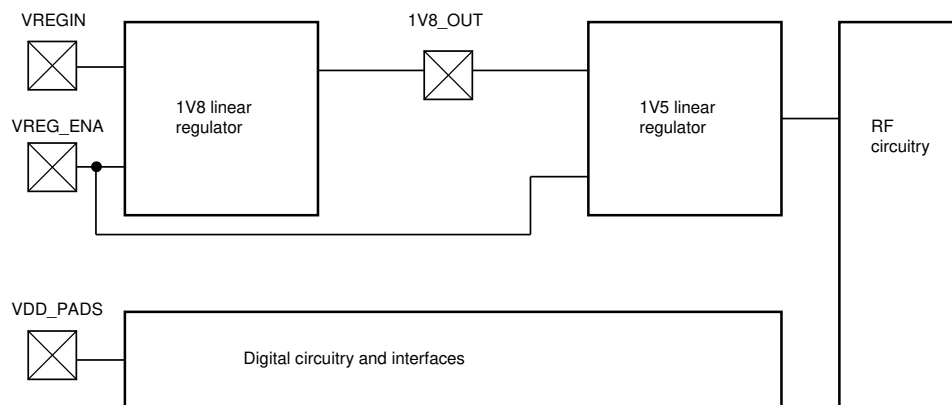 VREGIN
1V8_OUT
1V8 linear
regulator
1V5 linear
regulator
VREG_ENA
RF
circuitry
VDD_PADS
Digital circuitry and interfaces